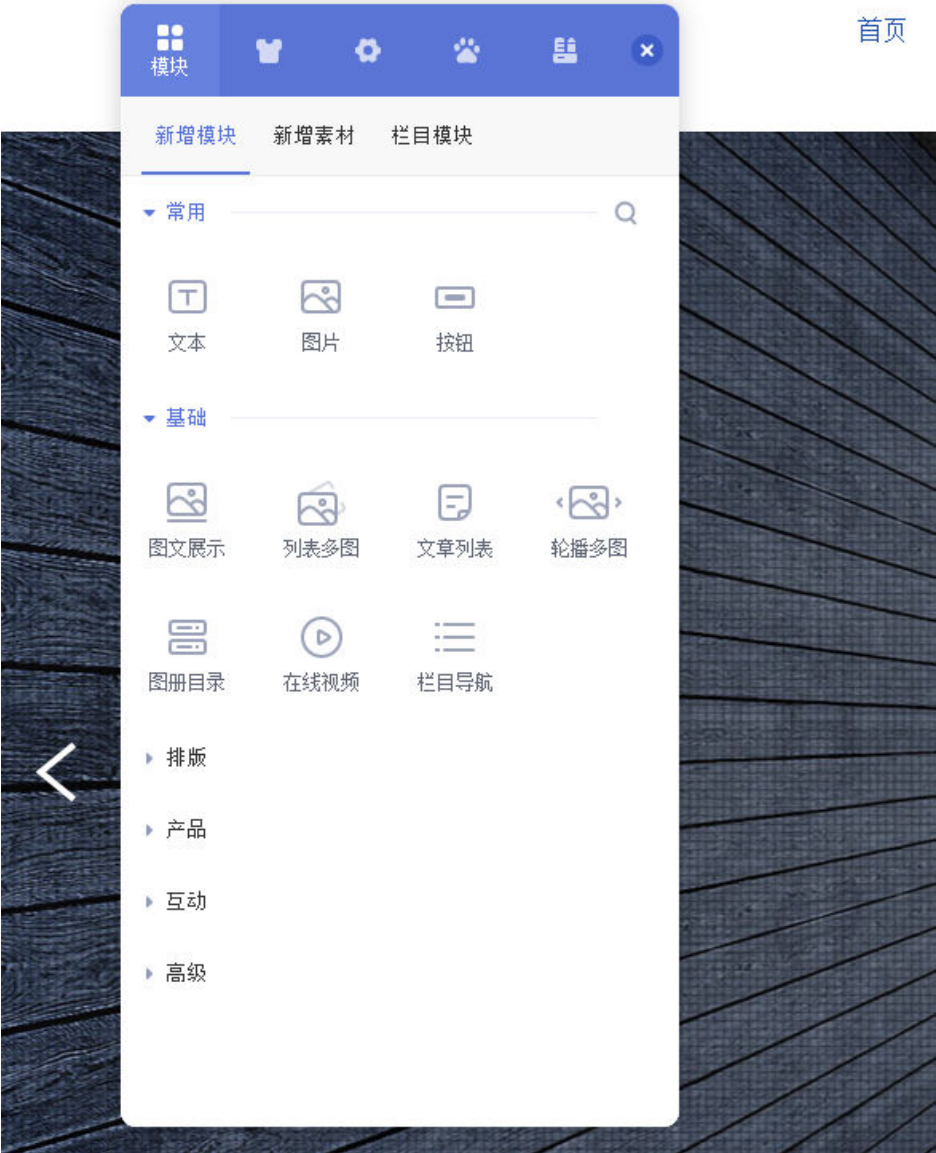 首页
模块
新增模块 新增素材 栏目模块
常用
文本 图片 按钮
基础
图文展示 列表多图 文章列表 轮播多图
图册目录 在线视频 栏目导航
排版
产品
互动
高级